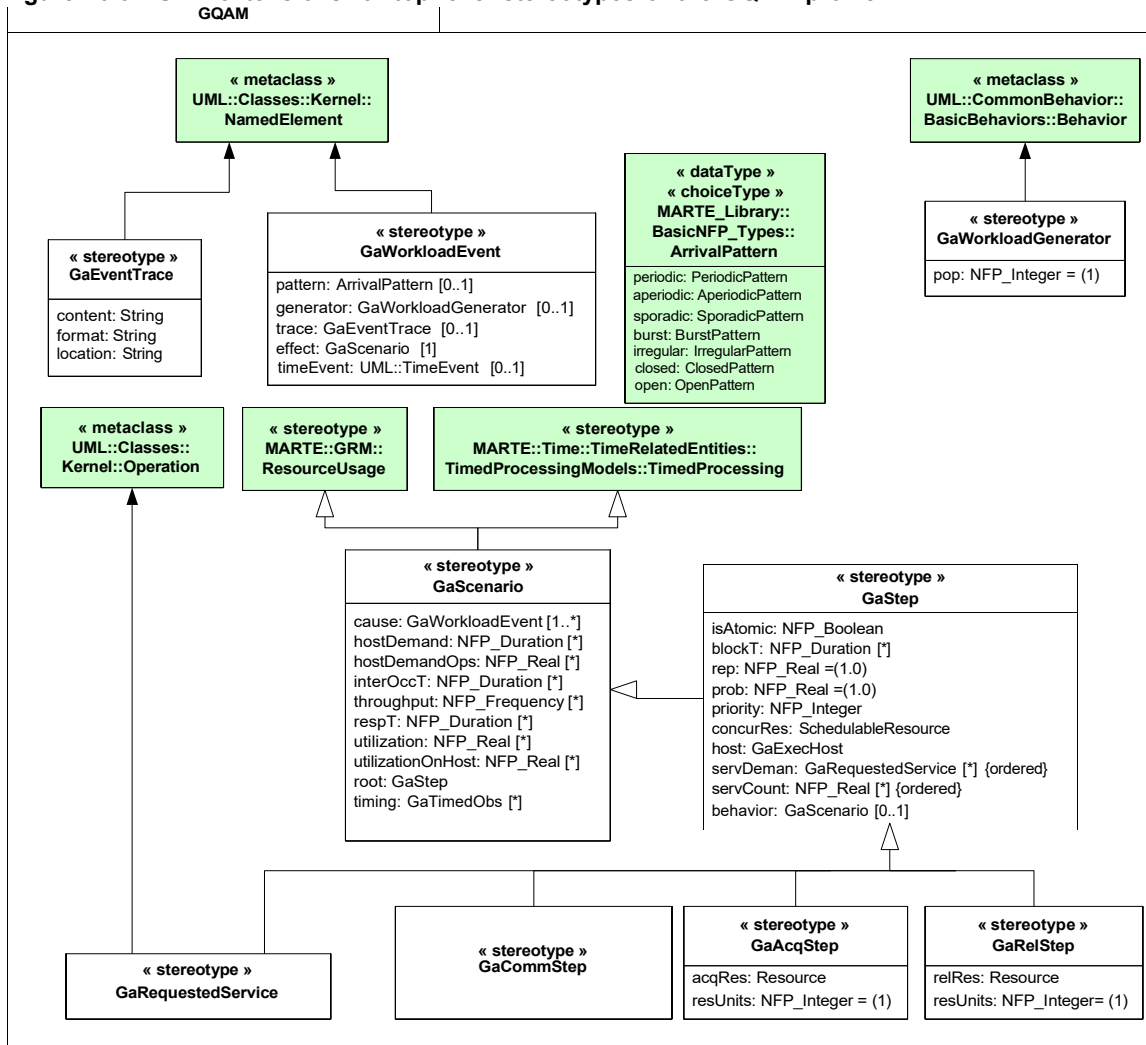 GQAM
« metaclass »
UML::Classes::Kernel::
NamedElement
« metaclass »
UML::CommonBehavior::
BasicBehaviors::Behavior
« dataType »
« choiceType »
MARTE_Library::
BasicNFP_Types::
ArrivalPattern
periodic: PeriodicPattern
aperiodic: AperiodicPattern
sporadic: SporadicPattern
burst: BurstPattern
irregular: IrregularPattern
closed: ClosedPattern
open: OpenPattern
« stereotype »
GaEventTrace
content: String
format: String
location: String
« stereotype »
GaWorkloadEvent
pattern: ArrivalPattern [0..1]
generator: GaWorkloadGenerator [0..1]
trace: GaEventTrace [0..1]
effect: GaScenario [1]
timeEvent: UML::TimeEvent [0..1]
« stereotype »
GaWorkloadGenerator
pop: NFP_Integer = (1)
« metaclass »
UML::Classes::
Kernel::Operation
« stereotype »
MARTE::GRM::
ResourceUsage
« stereotype »
MARTE::Time::TimeRelatedEntities::
TimedProcessingModels::TimedProcessing
« stereotype »
GaScenario
cause: GaWorkloadEvent [1..*]
hostDemand: NFP_Duration [*]
hostDemandOps: NFP_Real [*]
interOccT: NFP_Duration [*]
throughput: NFP_Frequency [*]
respT: NFP_Duration [*]
utilization: NFP_Real [*]
utilizationOnHost: NFP_Real [*]
root: GaStep
timing: GaTimedObs [*]
« stereotype »
GaStep
isAtomic: NFP_Boolean
blockT: NFP_Duration [*]
rep: NFP_Real =(1.0)
prob: NFP_Real =(1.0)
priority: NFP_Integer
concurRes: SchedulableResource
host: GaExecHost
servDeman: GaRequestedService [*] {ordered}
servCount: NFP_Real [*] {ordered}
behavior: GaScenario [0..1]
« stereotype »
GaRequestedService
« stereotype »
GaCommStep
« stereotype »
GaAcqStep
acqRes: Resource
resUnits: NFP_Integer = (1)
« stereotype »
GaRelStep
relRes: Resource
resUnits: NFP_Integer= (1)